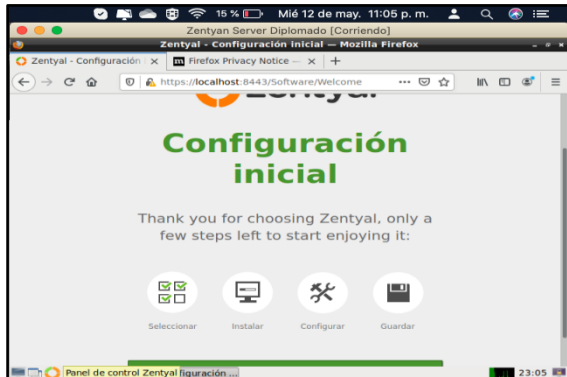 15 % Mié 12 de may. 11:05 p. m.
Zentyan Server Diplomado [Corriendo]
Zentyal - Configuración inicial — Mozilla Firefox
Zentyal - Configuración Firefox Privacy Notice —
https://localhost:8443/Software/Welcome
zentyal
Configuración
inicial
Thank you for choosing Zentyal, only a
few steps left to start enjoying it:
Seleccionar Instalar Configurar Guardar
Panel de control Zentyal figuración ... 23:05